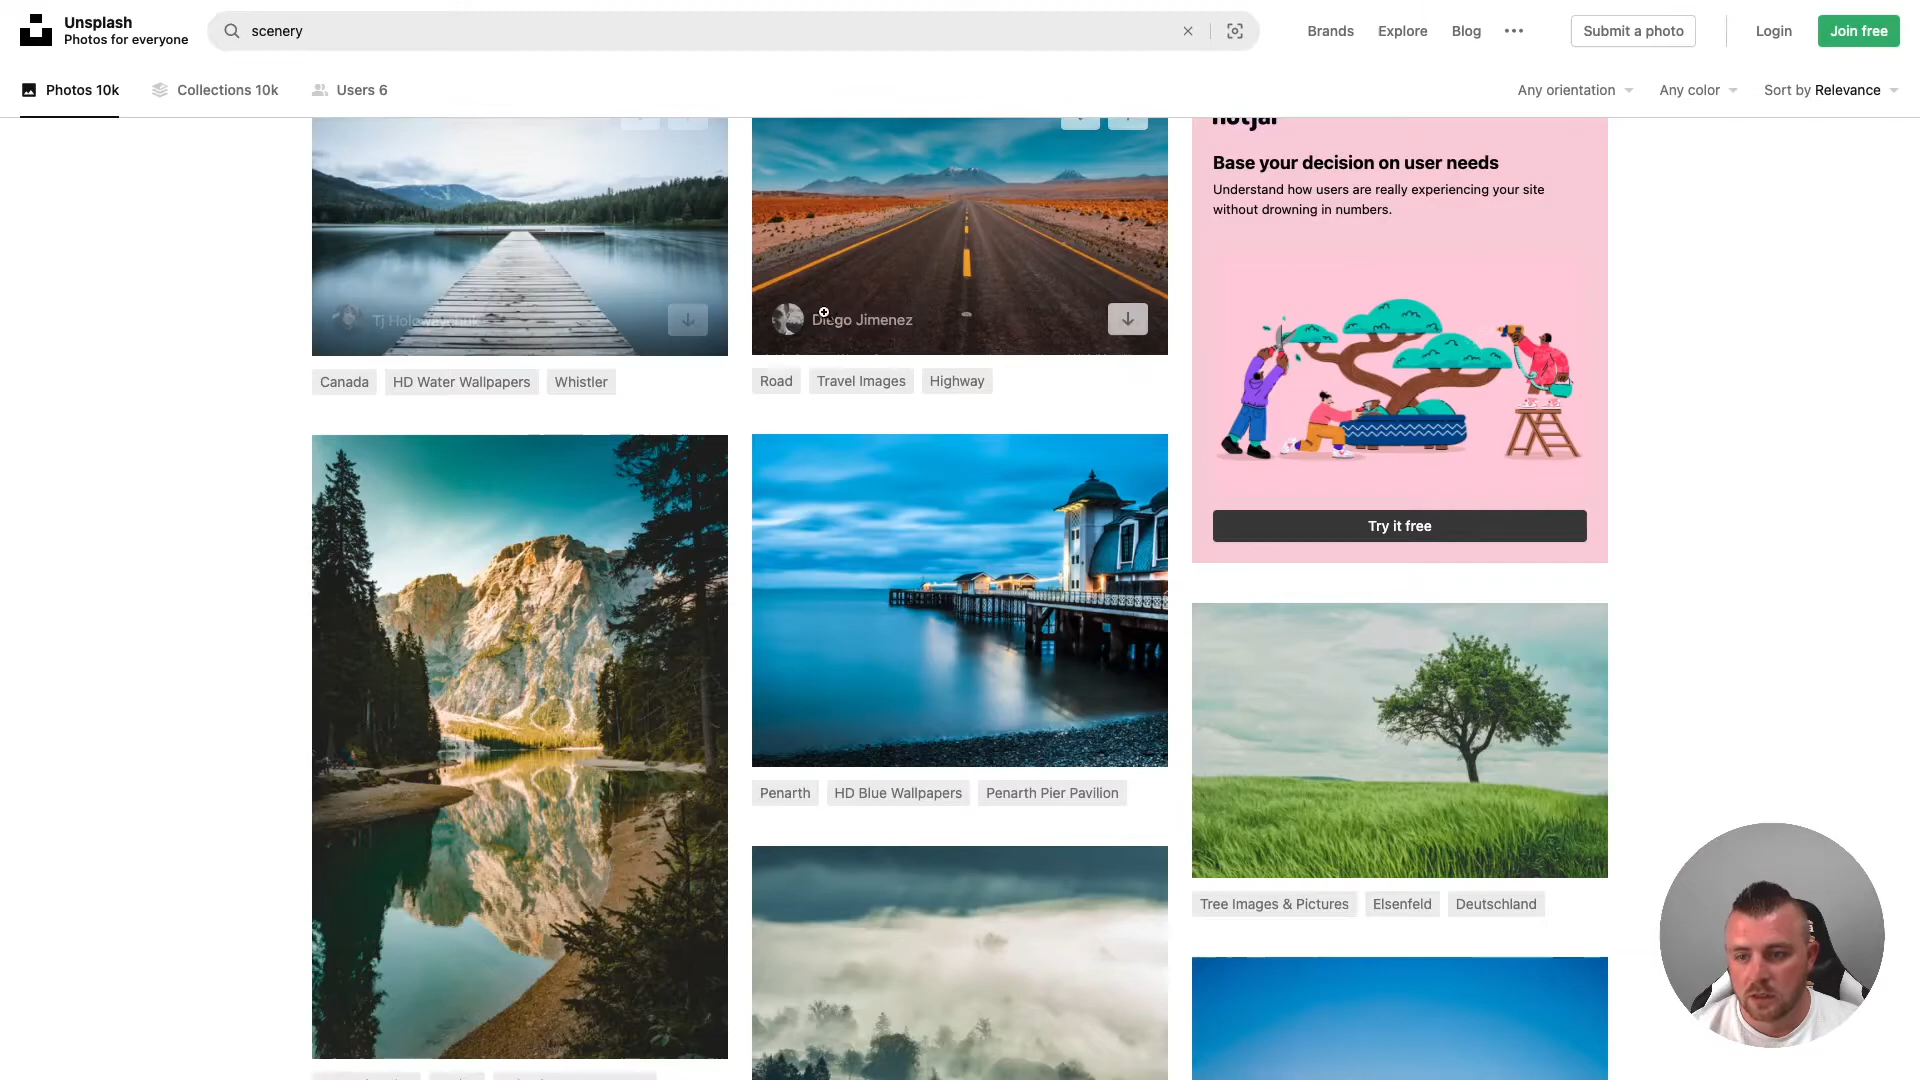 Unsplash
Photos for everyone
scenery
Brands
Explore
Blog
Submit a photo
Login
Join free
Photos 10k
Collections 10k
Users 6
Any orientation
Any color
Sort by Relevance
hotjar
Base your decision on user needs
Understand how users are really experiencing your site
without drowning in numbers.
Tj Holowaychuk
Diego Jimenez
Canada
HD Water Wallpapers
Whistler
Road
Travel Images
Highway
Try it free
Penarth
HD Blue Wallpapers
Penarth Pier Pavilion
Tree Images & Pictures
Elsenfeld
Deutschland